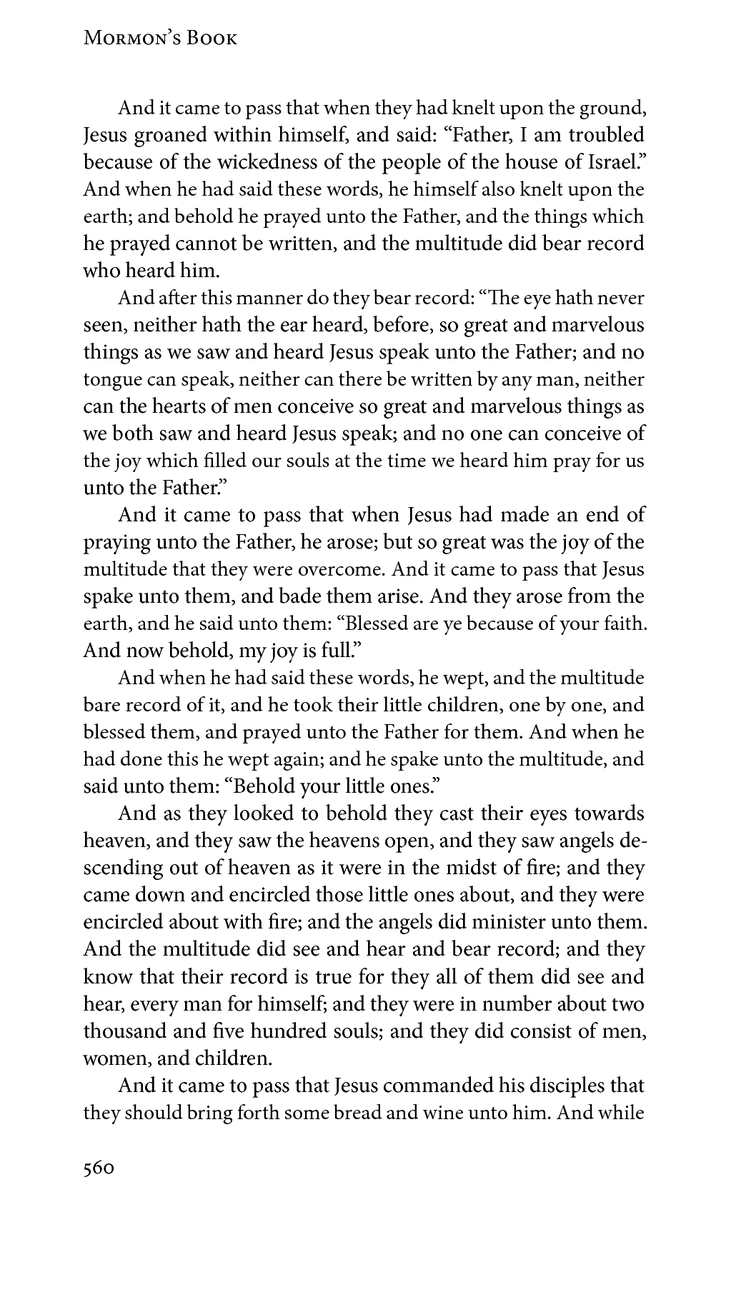 Mormon’s Book
And it came to pass that when they had knelt upon the ground,
Jesus groaned within himself, and said: “Father, I am troubled
because of the wickedness of the people of the house of Israel.”
And when he had said these words, he himself also knelt upon the
earth; and behold he prayed unto the Father, and the things which
he prayed cannot be written, and the multitude did bear record
who heard him.
And after this manner do they bear record: “The eye hath never
seen, neither hath the ear heard, before, so great and marvelous
things as we saw and heard Jesus speak unto the Father; and no
tongue can speak, neither can there be written by any man, neither
can the hearts of men conceive so great and marvelous things as
we both saw and heard Jesus speak; and no one can conceive of
the joy which filled our souls at the time we heard him pray for us
unto the Father.”
And it came to pass that when Jesus had made an end of
praying unto the Father, he arose; but so great was the joy of the
multitude that they were overcome. And it came to pass that Jesus
spake unto them, and bade them arise. And they arose from the
earth, and he said unto them: “Blessed are ye because of your faith.
And now behold, my joy is full.”
And when he had said these words, he wept, and the multitude
bare record of it, and he took their little children, one by one, and
blessed them, and prayed unto the Father for them. And when he
had done this he wept again; and he spake unto the multitude, and
said unto them: “Behold your little ones.”
And as they looked to behold they cast their eyes towards
heaven, and they saw the heavens open, and they saw angels de-
scending out of heaven as it were in the midst of fire; and they
came down and encircled those little ones about, and they were
encircled about with fire; and the angels did minister unto them.
And the multitude did see and hear and bear record; and they
know that their record is true for they all of them did see and
hear, every man for himself; and they were in number about two
thousand and five hundred souls; and they did consist of men,
women, and children.
And it came to pass that Jesus commanded his disciples that
they should bring forth some bread and wine unto him. And while
560